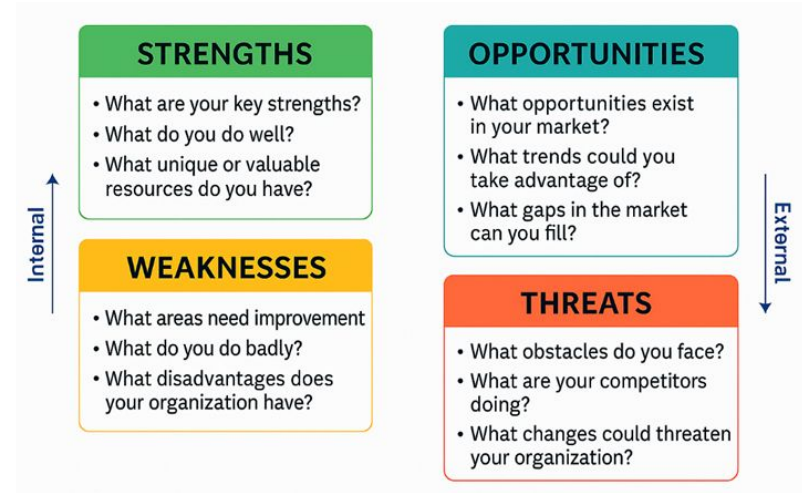 STRENGTHS
• What are your key strengths?
• What do you do well?
• What unique or valuable
resources do you have?
Internal
WEAKNESSES
• What areas need improvement
• What do you do badly?
• What disadvantages does
your organization have?
OPPORTUNITIES
• What opportunities exist
in your market?
• What trends could you
take advantage of?
• What gaps in the market
can you fill?
External
THREATS
• What obstacles do you face?
• What are your competitors
doing?
• What changes could threaten
your organization?